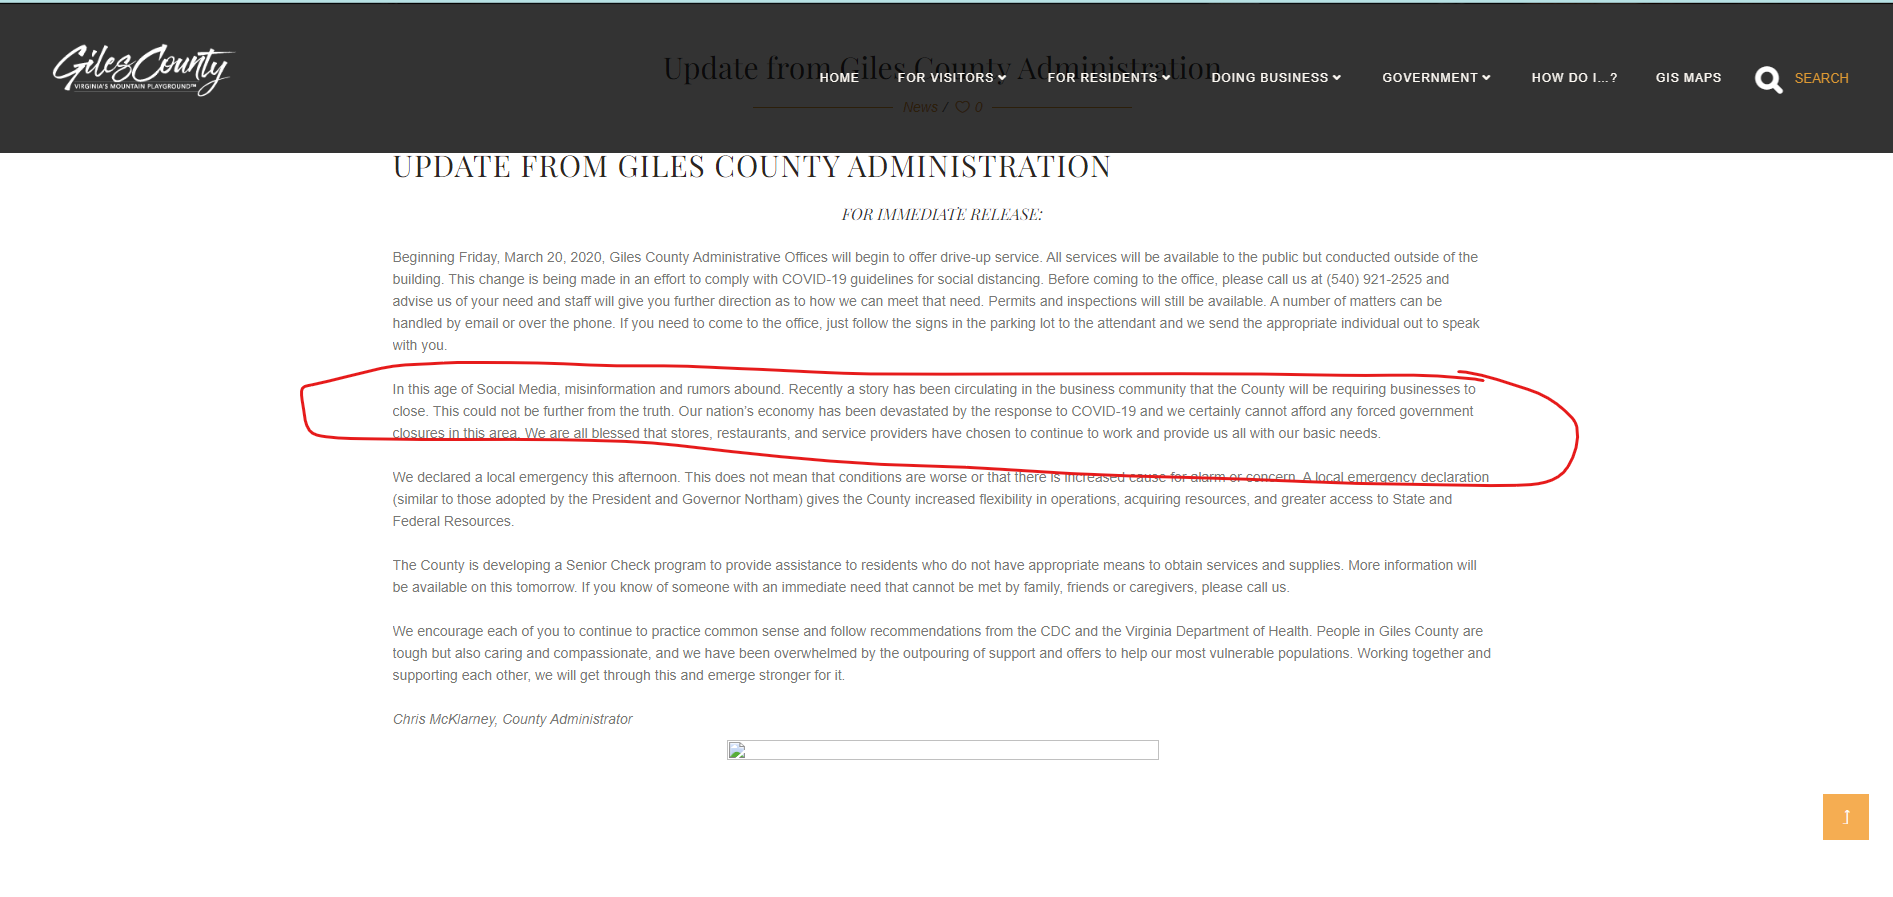 Giles County
VIRGINIA'S MOUNTAIN PLAYGROUND™
Update from Giles County Administration
HOME FOR VISITORS FOR RESIDENTS DOING BUSINESS GOVERNMENT HOW DO I...? GIS MAPS SEARCH
News / 0
UPDATE FROM GILES COUNTY ADMINISTRATION
FOR IMMEDIATE RELEASE:
Beginning Friday, March 20, 2020, Giles County Administrative Offices will begin to offer drive-up service. All services will be available to the public but conducted outside of the
building. This change is being made in an effort to comply with COVID-19 guidelines for social distancing. Before coming to the office, please call us at (540) 921-2525 and
advise us of your need and staff will give you further direction as to how we can meet that need. Permits and inspections will still be available. A number of matters can be
handled by email or over the phone. If you need to come to the office, just follow the signs in the parking lot to the attendant and we send the appropriate individual out to speak
with you.
In this age of Social Media, misinformation and rumors abound. Recently a story has been circulating in the business community that the County will be requiring businesses to
close. This could not be further from the truth. Our nation's economy has been devastated by the response to COVID-19 and we certainly cannot afford any forced government
closures in this area. We are all blessed that stores, restaurants, and service providers have chosen to continue to work and provide us all with our basic needs.
We declared a local emergency this afternoon. This does not mean that conditions are worse or that there is increased cause for alarm or concern. A local emergency declaration
(similar to those adopted by the President and Governor Northam) gives the County increased flexibility in operations, acquiring resources, and greater access to State and
Federal Resources.
The County is developing a Senior Check program to provide assistance to residents who do not have appropriate means to obtain services and supplies. More information will
be available on this tomorrow. If you know of someone with an immediate need that cannot be met by family, friends or caregivers, please call us.
We encourage each of you to continue to practice common sense and follow recommendations from the CDC and the Virginia Department of Health. People in Giles County are
tough but also caring and compassionate, and we have been overwhelmed by the outpouring of support and offers to help our most vulnerable populations. Working together and
supporting each other, we will get through this and emerge stronger for it.
Chris McKlarney, County Administrator